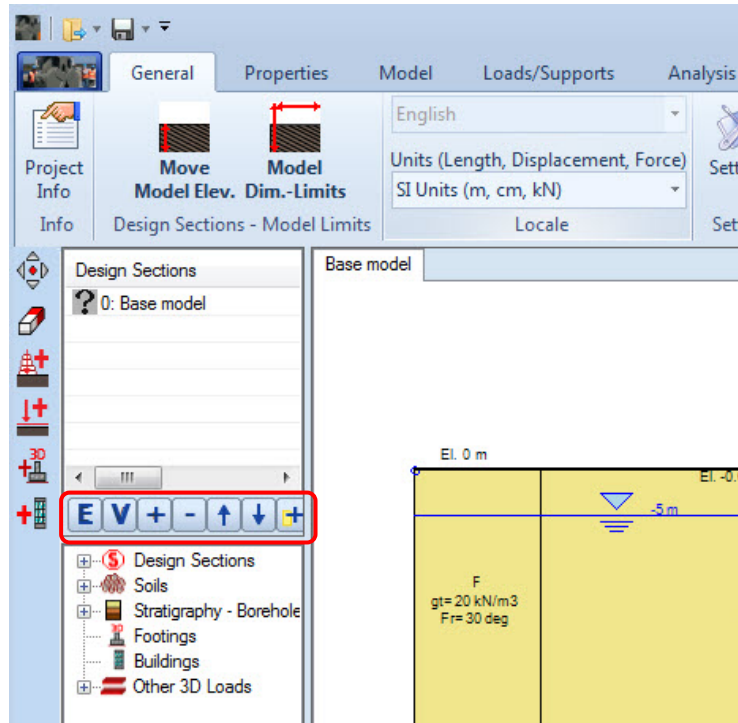 General Properties Model Loads/Supports Analysis
English
Project
Info
Move
Model Elev.
Model
Dim.-Limits
Units (Length, Displacement, Force)
SI Units (m, cm, kN)
Sett
Info
Design Sections - Model Limits
Locale
Set
Design Sections
Base model
0: Base model
El. 0 m
El. -0.
3D
E V + - ↑ ↓ +
-5 m
S Design Sections
Soils
Stratigraphy - Borehole
Footings
Buildings
Other 3D Loads
F
gt= 20 kN/m3
Fr= 30 deg